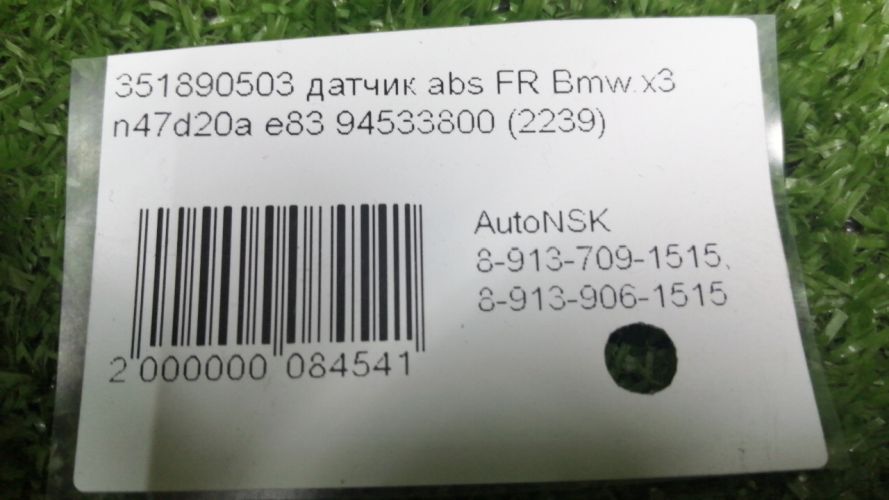 351890503 датчик abs FR Bmw.x3
n47d20a e83 94533800 (2239)
AutoNSK
8-913-709-1515,
8-913-906-1515
2 000000 084541